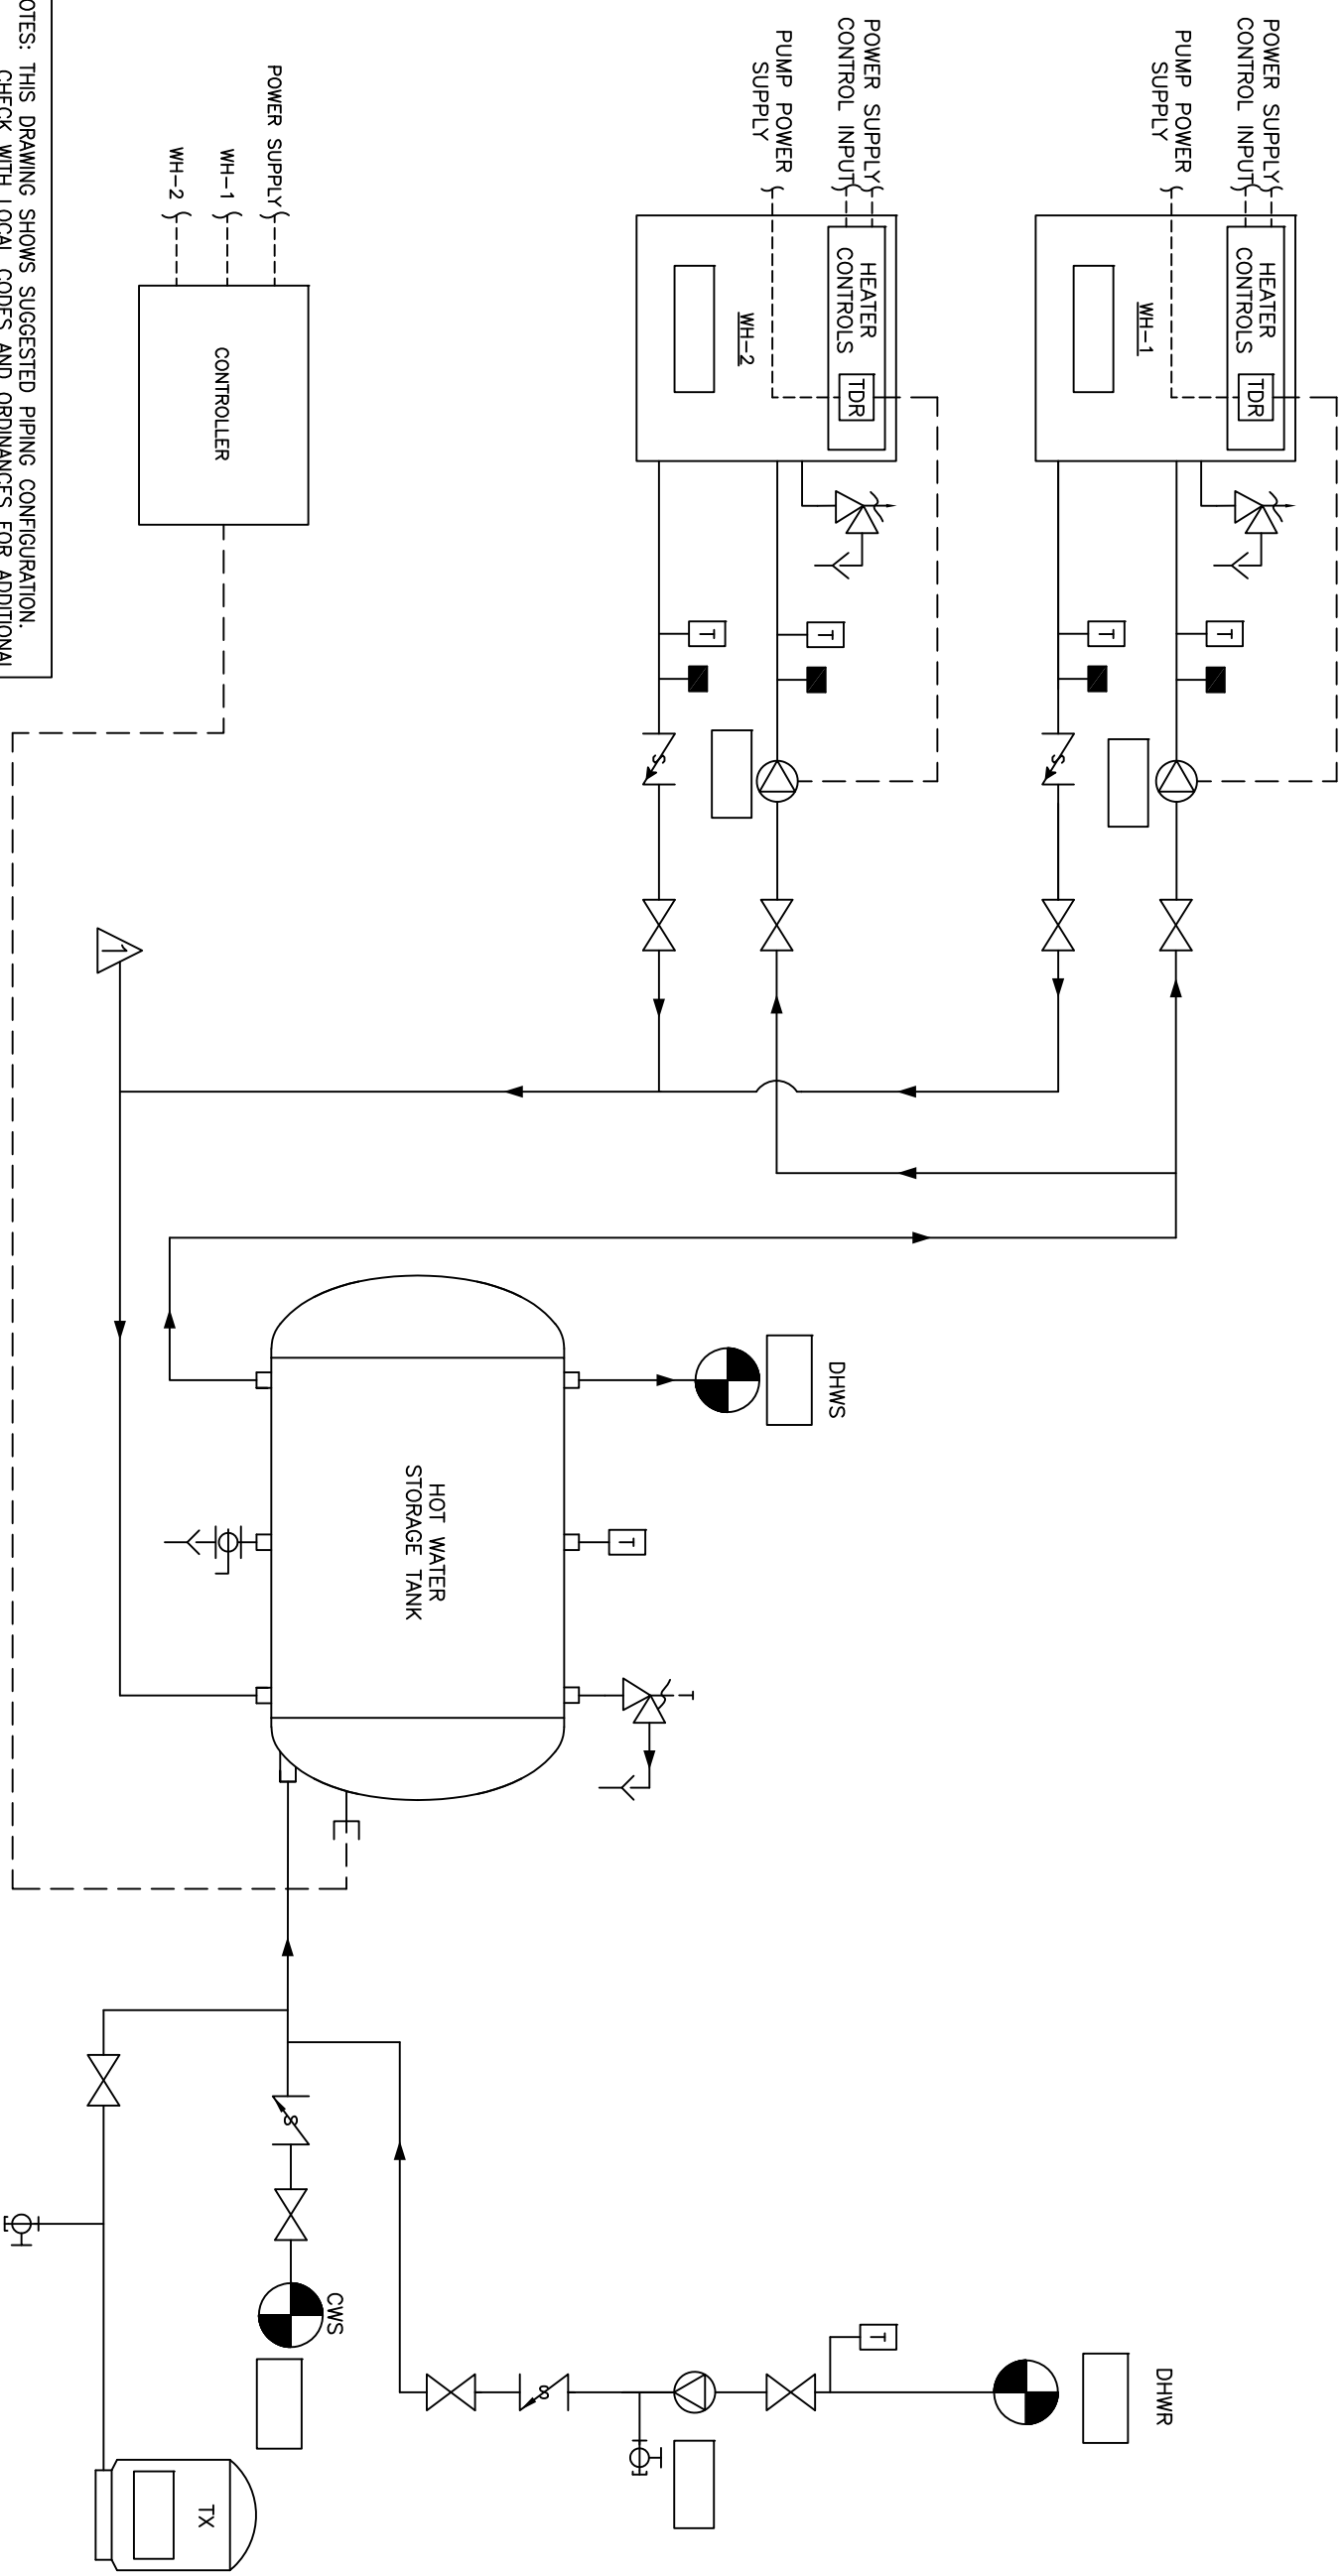 POWER SUPPLY
CONTROL INPUT
PUMP POWER
SUPPLY
HEATER
CONTROLS
TDR
WH-1
T
T
S
POWER SUPPLY
CONTROL INPUT
PUMP POWER
SUPPLY
HEATER
CONTROLS
TDR
WH-2
T
T
S
DHWS
T
T
HOT WATER
STORAGE TANK
DHWR
T
S
CWS
S
TX
POWER SUPPLY
WH-1
WH-2
CONTROLLER
1
OTES: THIS DRAWING SHOWS SUGGESTED PIPING CONFIGURATION.
CHECK WITH LOCAL CODES AND ORDINANCES FOR ADDITIONAL